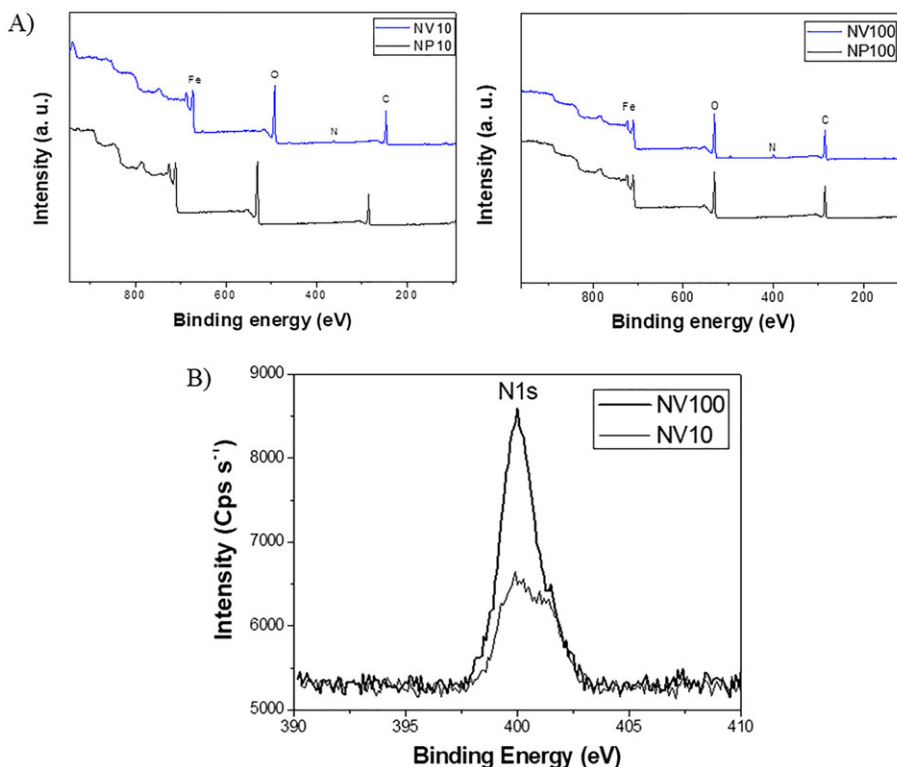 A)
NV10
NP10
Fe
O
N
C
Intensity (a. u.)
800
600
400
200
Binding energy (eV)
NV100
NP100
Fe
O
N
C
Intensity (a. u.)
800
600
400
200
Binding energy (eV)
B)
N1s
NV100
NV10
9000
8000
7000
6000
5000
Intensity (Cps s⁻¹)
390
395
400
405
410
Binding Energy (eV)